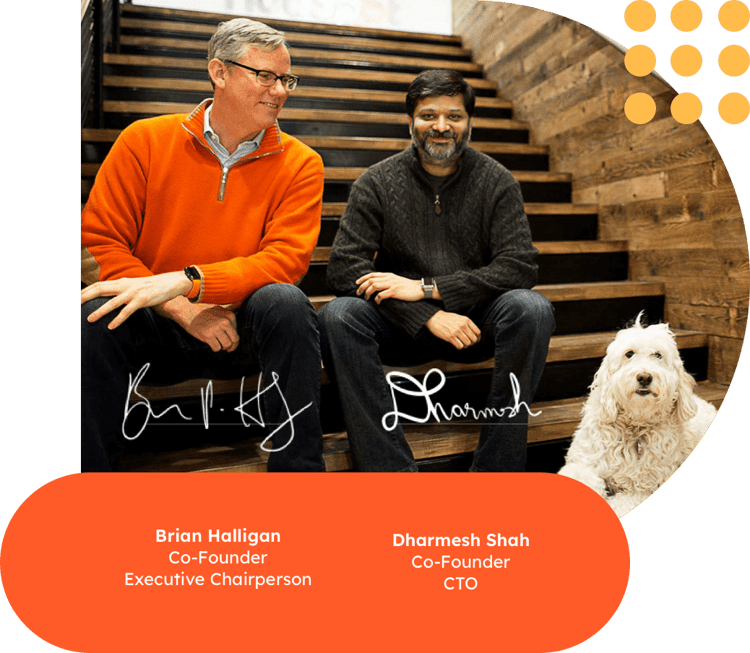 Dharmesh
Brian Halligan
Co-Founder
Executive Chairperson
Dharmesh Shah
Co-Founder
CTO